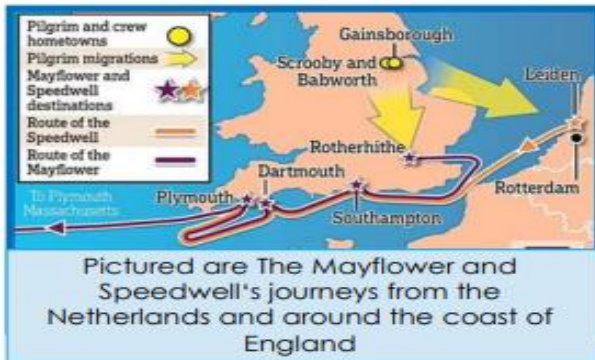 Pilgrim and crew
hometowns
Pilgrim migrations
Mayflower and
Speedwell
destinations
Route of the
Speedwell
Route of the
Mayflower
Gainsborough
Scrooby and
Babworth
Leiden
Rotherhithe
Rotterdam
Dartmouth
Plymouth
Southampton
To Plymouth
Massachusetts
Pictured are The Mayflower and
Speedwell's journeys from the
Netherlands and around the coast of
England